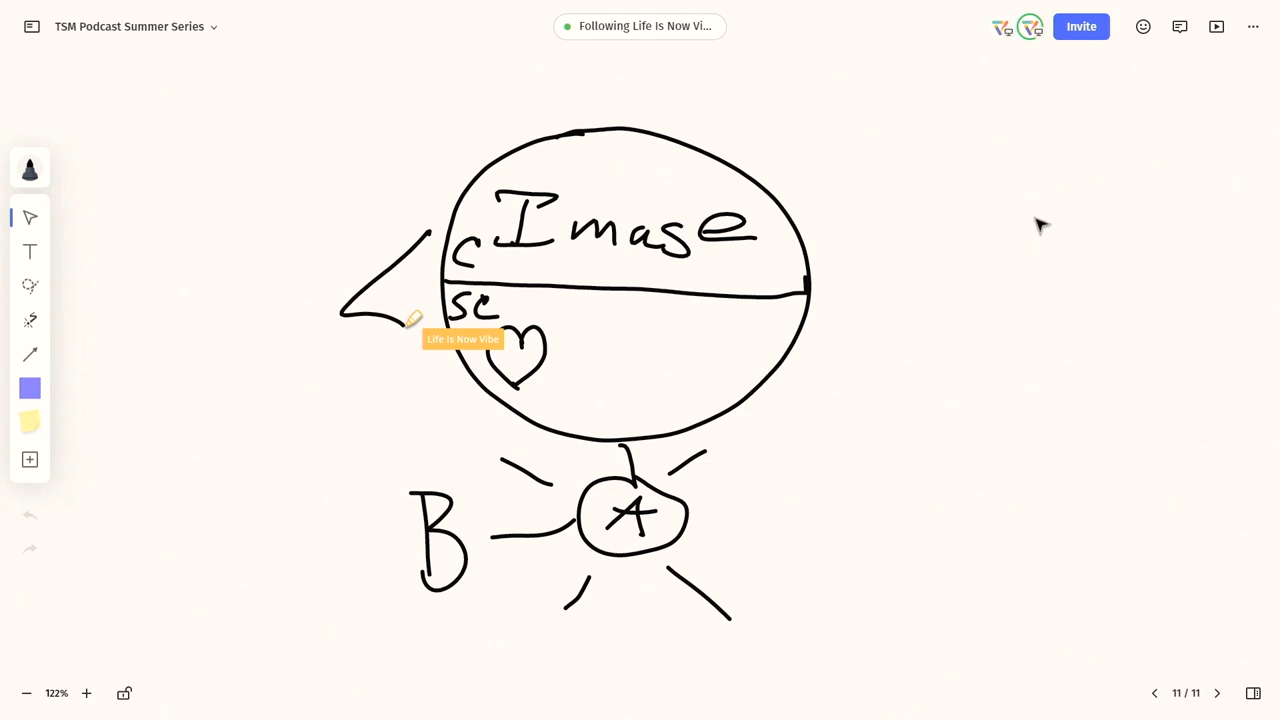 TSM Podcast Summer Series
Following Life Is Now Vi...
Invite
Image
C
SC
Life Is Now Vibe
A
B
122%
11 / 11